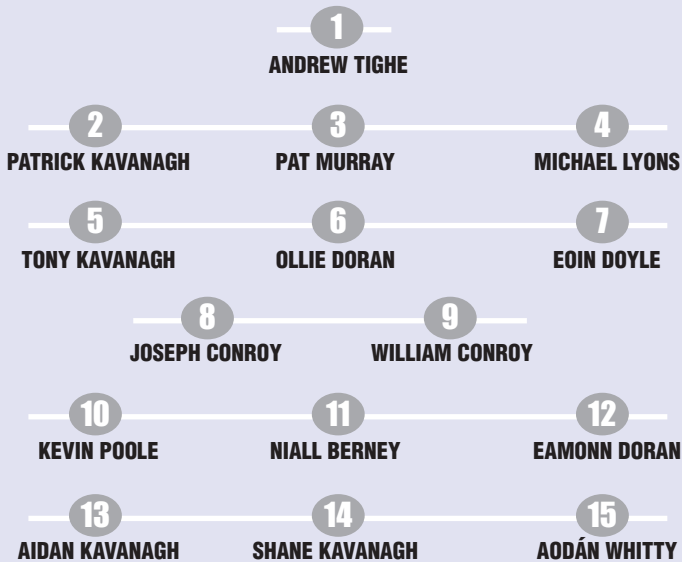 1
ANDREW TIGHE
2 3 4
PATRICK KAVANAGH PAT MURRAY MICHAEL LYONS
5 6 7
TONY KAVANAGH OLLIE DORAN EOIN DOYLE
8 9
JOSEPH CONROY WILLIAM CONROY
10 11 12
KEVIN POOLE NIALL BERNEY EAMONN DORAN
13 14 15
AIDAN KAVANAGH SHANE KAVANAGH AODÁN WHITTY